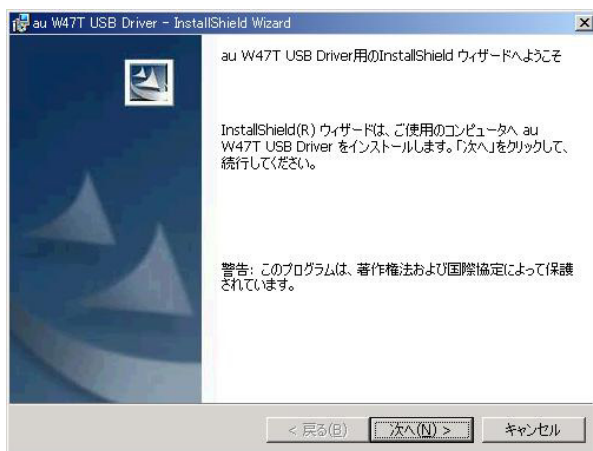 au W47T USB Driver - InstallShield Wizard
au W47T USB Driver用のInstallShield ウィザードへようこそ
InstallShield(R) ウィザードは、ご使用のコンピュータへ au
W47T USB Driver をインストールします。「次へ」をクリックして、
続行してください。
警告: このプログラムは、著作権法および国際協定によって保護
されています。
< 戻る(B)
次へ(N) >
キャンセル